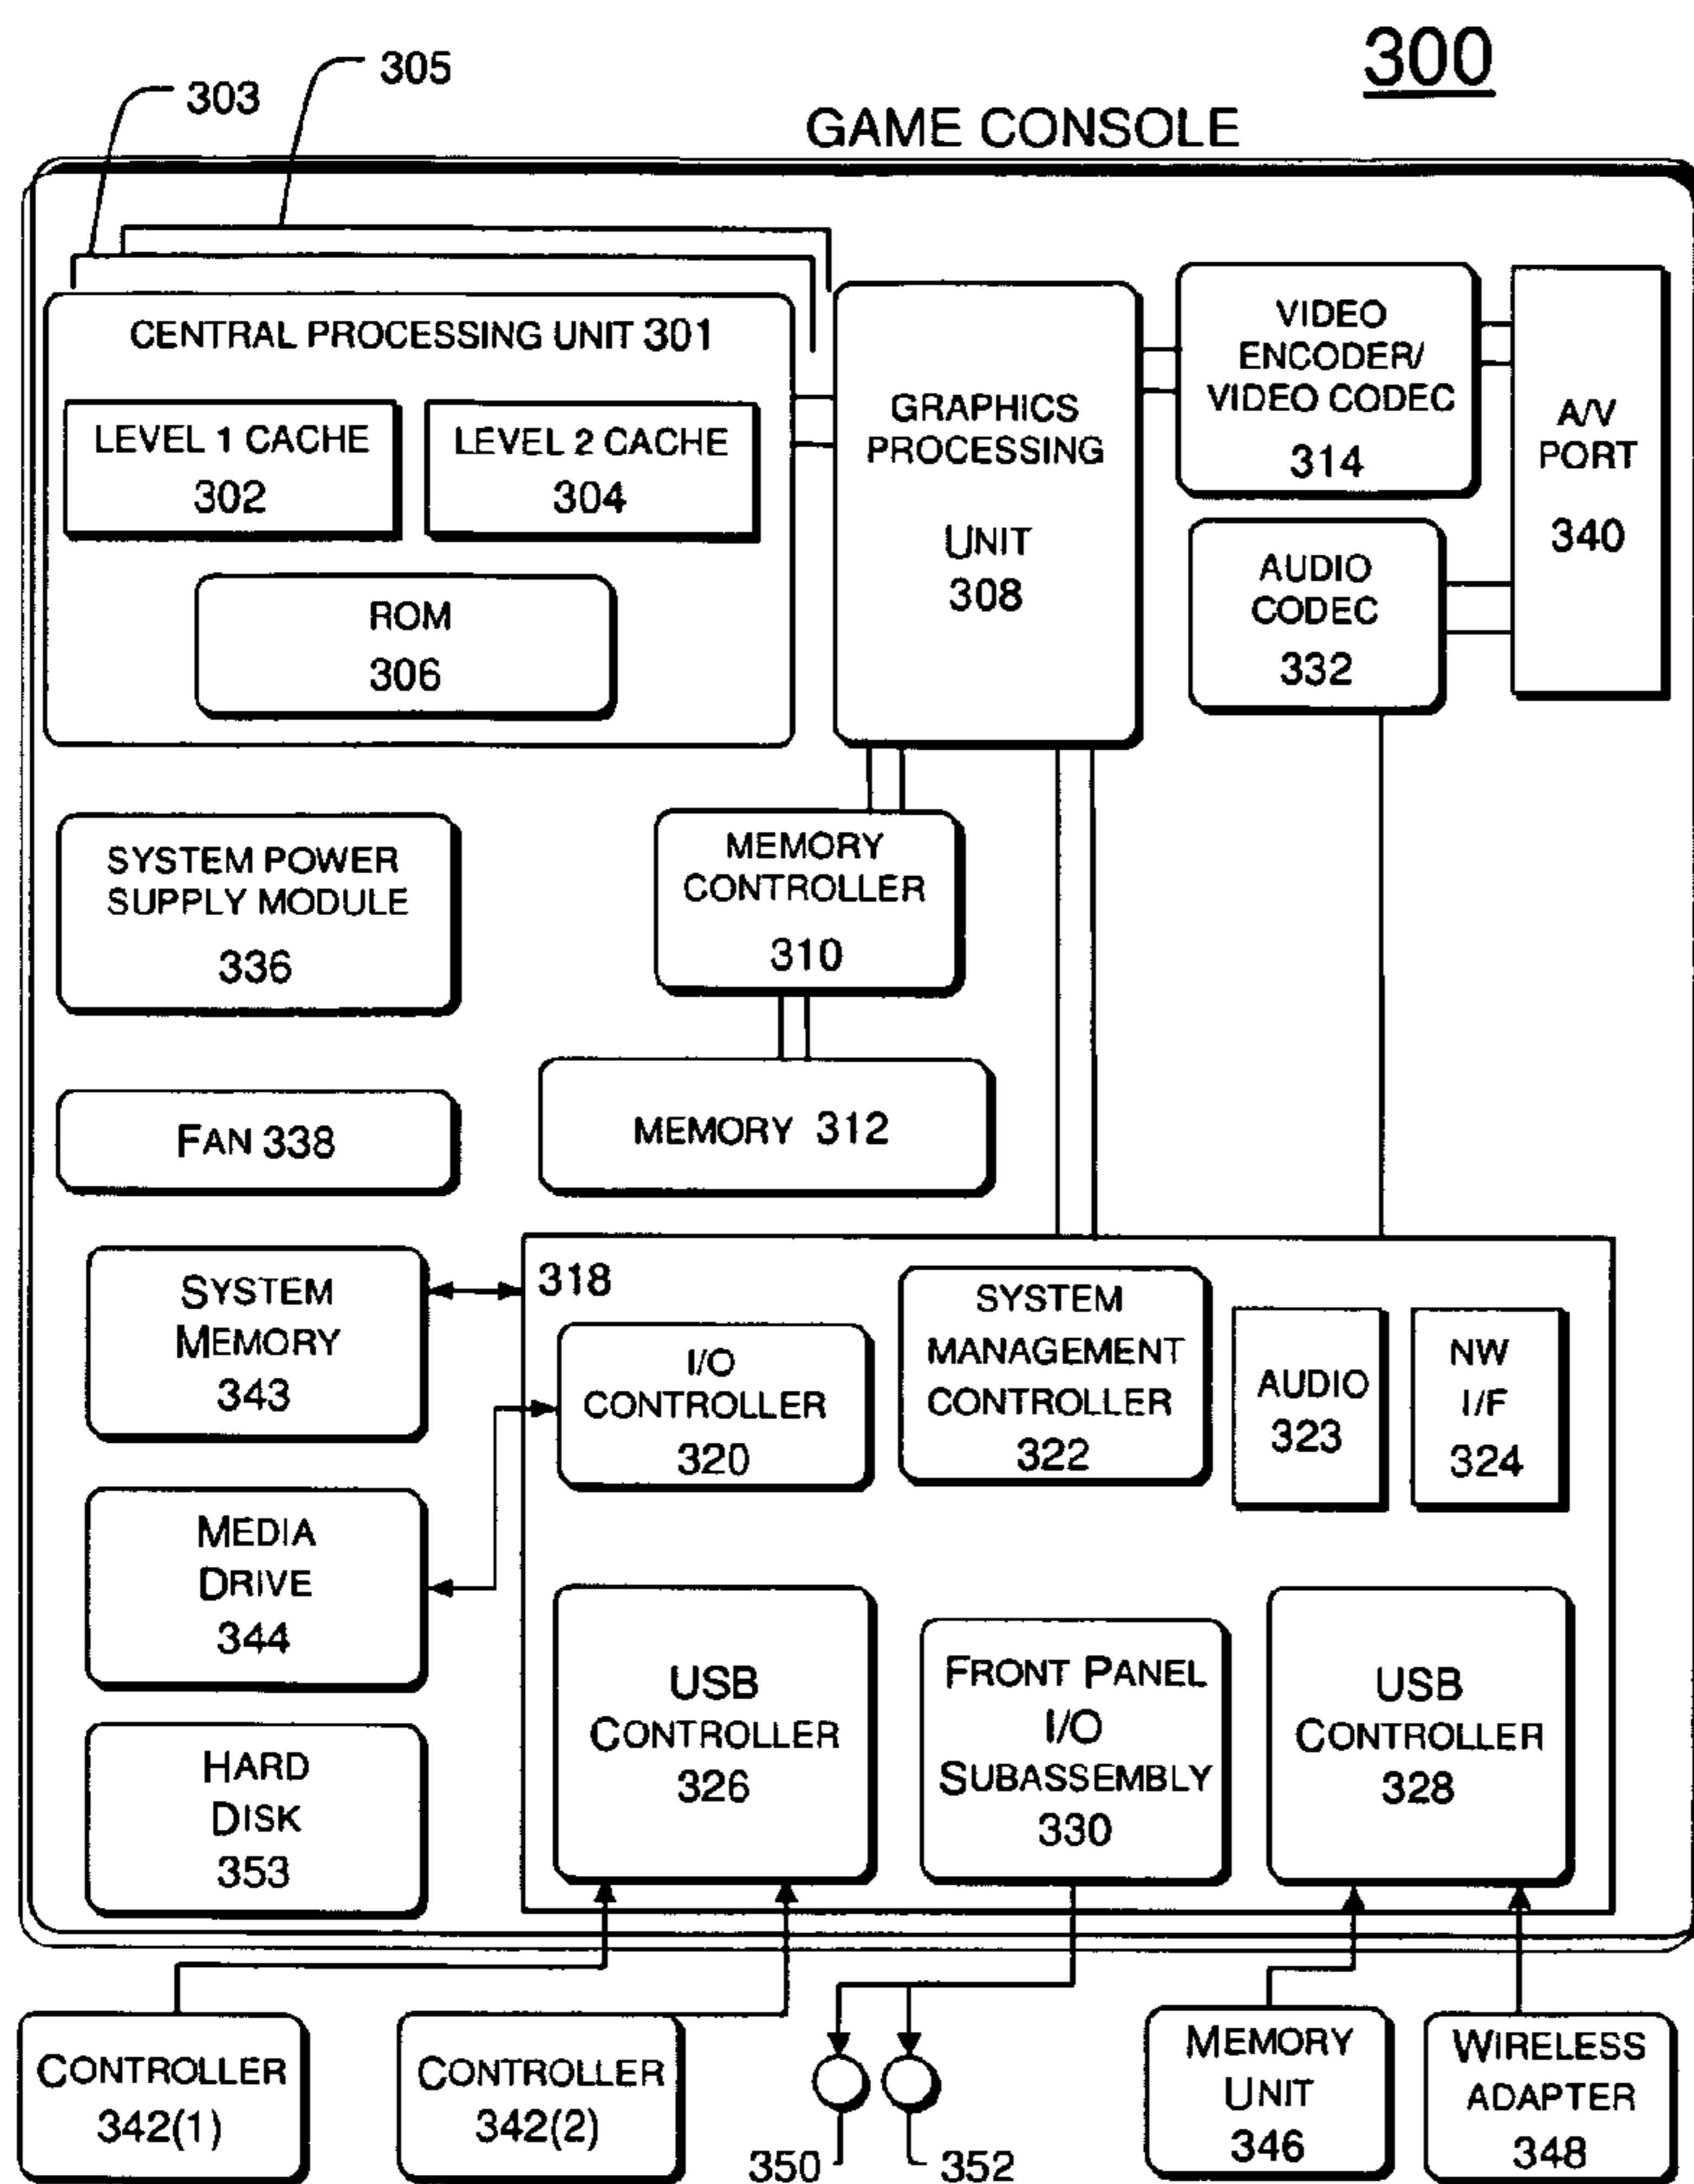 300
305
303
GAME CONSOLE
CENTRAL PROCESSING UNIT 301
LEVEL 1 CACHE
302
LEVEL 2 CACHE
304
ROM
306
GRAPHICS
PROCESSING
UNIT
308
VIDEO
ENCODER/
VIDEO CODEC
314
A/V
PORT
340
AUDIO
CODEC
332
SYSTEM POWER
SUPPLY MODULE
336
MEMORY
CONTROLLER
310
FAN 338
MEMORY 312
SYSTEM
MEMORY
343
318
I/O
CONTROLLER
320
SYSTEM
MANAGEMENT
CONTROLLER
322
AUDIO
323
NW
I/F
324
MEDIA
DRIVE
344
HARD
DISK
353
USB
CONTROLLER
326
FRONT PANEL
I/O
SUBASSEMBLY
330
USB
CONTROLLER
328
CONTROLLER
342(1)
CONTROLLER
342(2)
350
352
MEMORY
UNIT
346
WIRELESS
ADAPTER
348